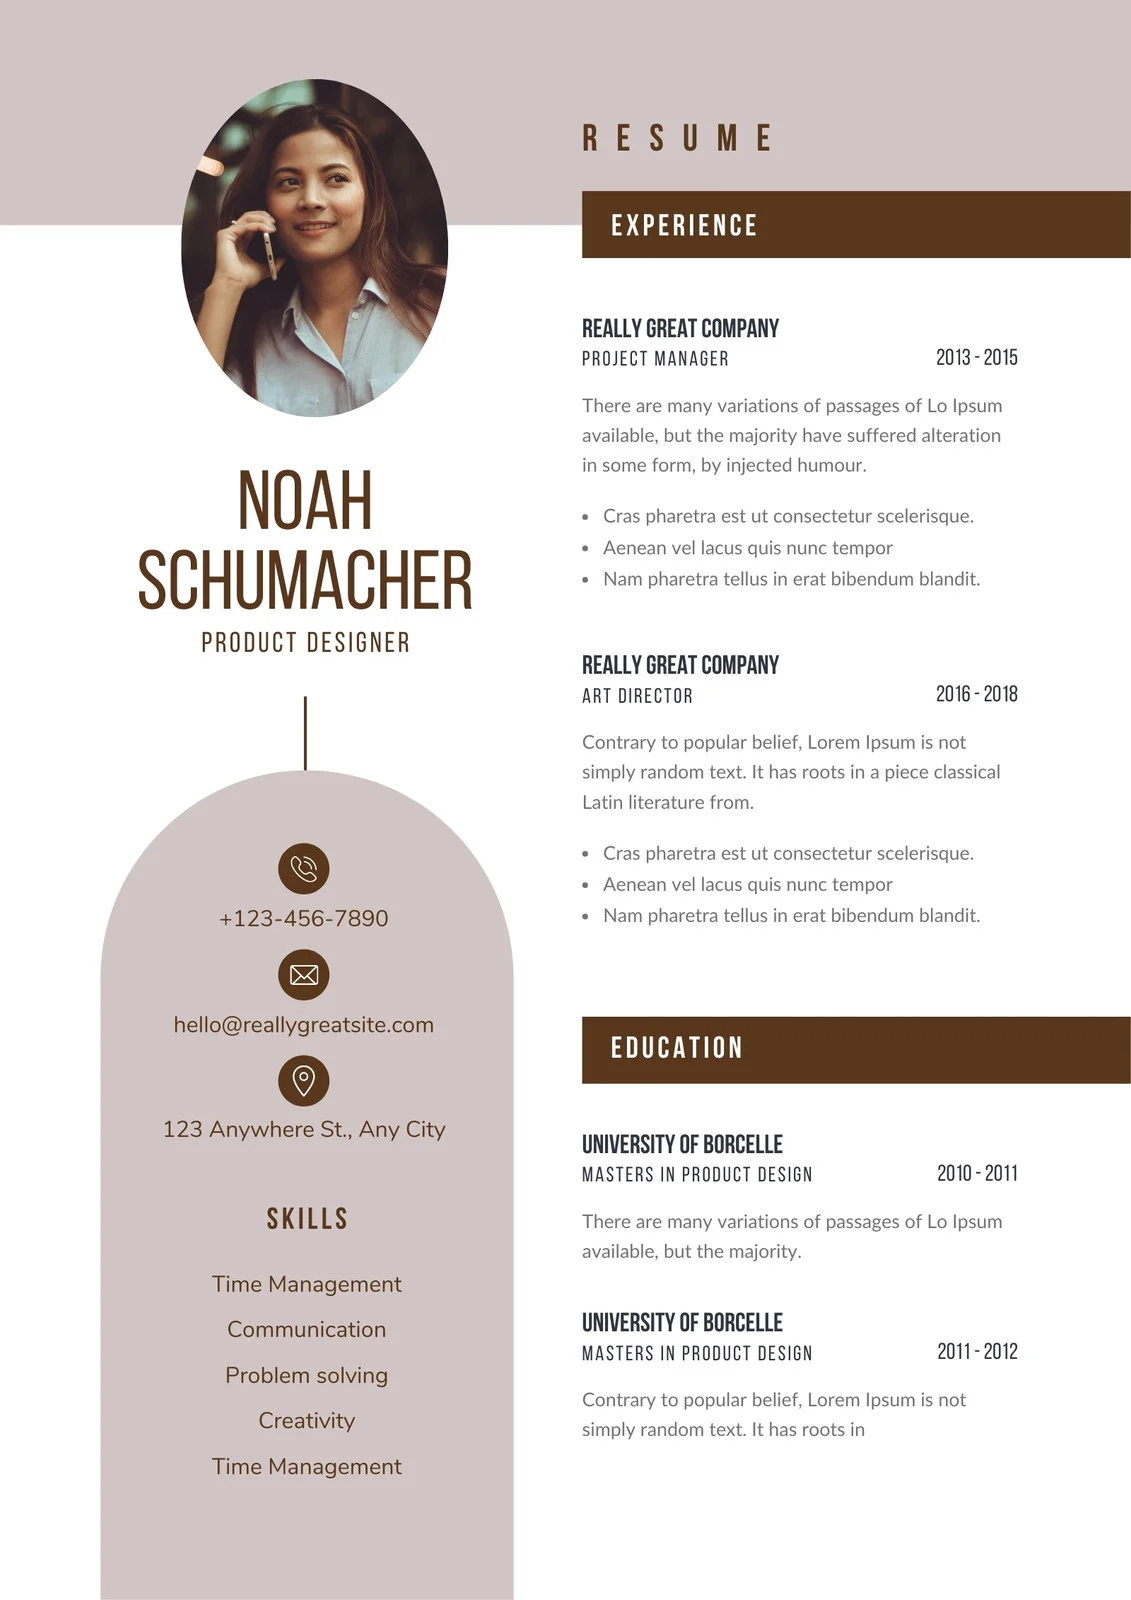 RESUME
NOAH
SCHUMACHER
PRODUCT DESIGNER
+123-456-7890
hello@reallygreatsite.com
123 Anywhere St., Any City
SKILLS
Time Management
Communication
Problem solving
Creativity
Time Management
EXPERIENCE
REALLY GREAT COMPANY
PROJECT MANAGER 2013 - 2015
There are many variations of passages of Lo Ipsum
available, but the majority have suffered alteration
in some form, by injected humour.
• Cras pharetra est ut consectetur scelerisque.
• Aenean vel lacus quis nunc tempor
• Nam pharetra tellus in erat bibendum blandit.
REALLY GREAT COMPANY
ART DIRECTOR 2016 - 2018
Contrary to popular belief, Lorem Ipsum is not
simply random text. It has roots in a piece classical
Latin literature from.
• Cras pharetra est ut consectetur scelerisque.
• Aenean vel lacus quis nunc tempor
• Nam pharetra tellus in erat bibendum blandit.
EDUCATION
UNIVERSITY OF BORCELLE
MASTERS IN PRODUCT DESIGN 2010 - 2011
There are many variations of passages of Lo Ipsum
available, but the majority.
UNIVERSITY OF BORCELLE
MASTERS IN PRODUCT DESIGN 2011 - 2012
Contrary to popular belief, Lorem Ipsum is not
simply random text. It has roots in